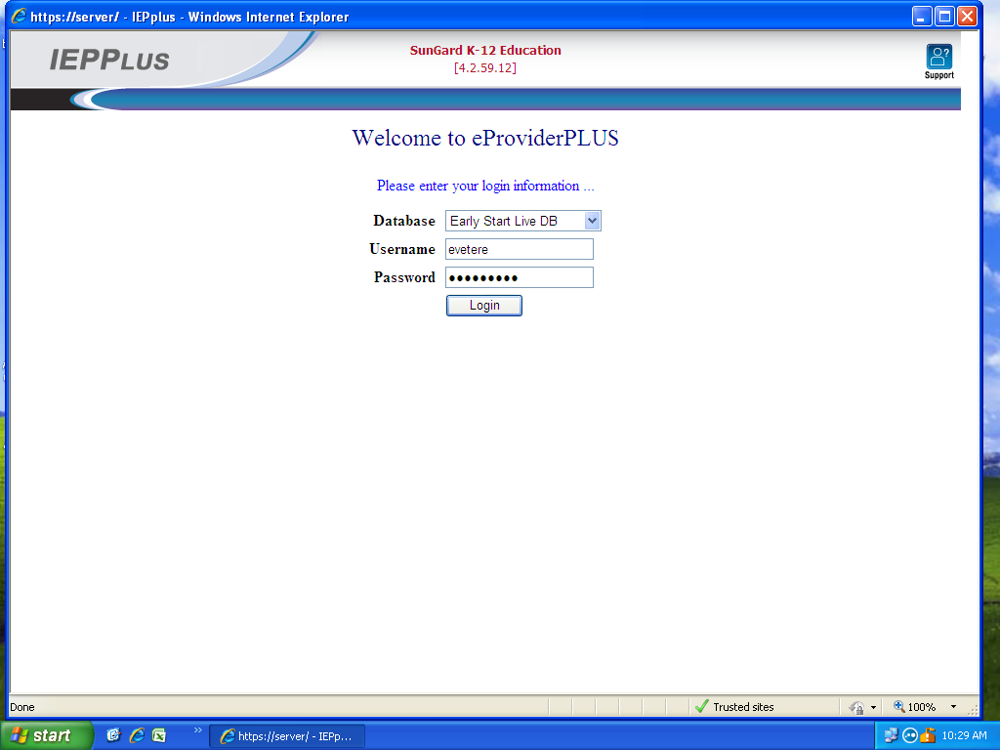 https://server/ - IEPplus - Windows Internet Explorer
IEPPLUS
SunGard K-12 Education
[4.2.59.12]
Support
Welcome to eProviderPLUS
Please enter your login information ...
Database Early Start Live DB
Username evetere
Password ●●●●●●●●●
Login
Done
Trusted sites
100%
start
https://server/ - IEPp...
10:29 AM